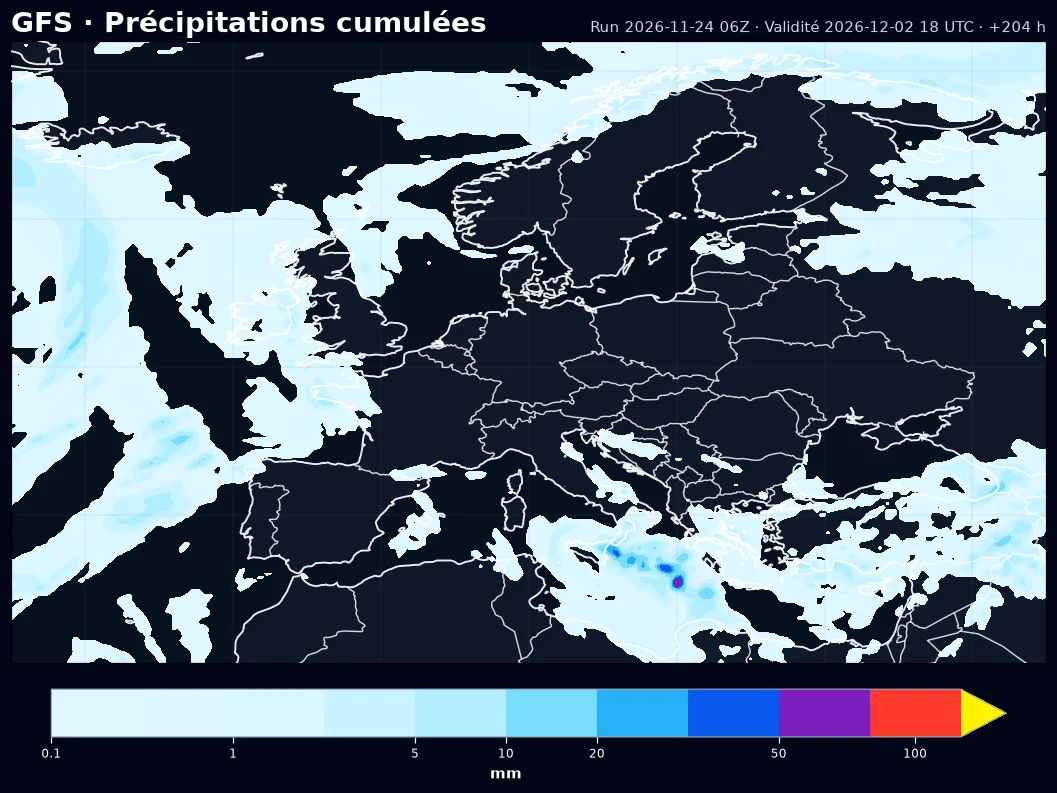 GFS · Précipitations cumulées
Run 2026-11-24 06Z · Validité 2026-12-02 18 UTC · +204 h
0.1 1 5 10 20 50 100
mm